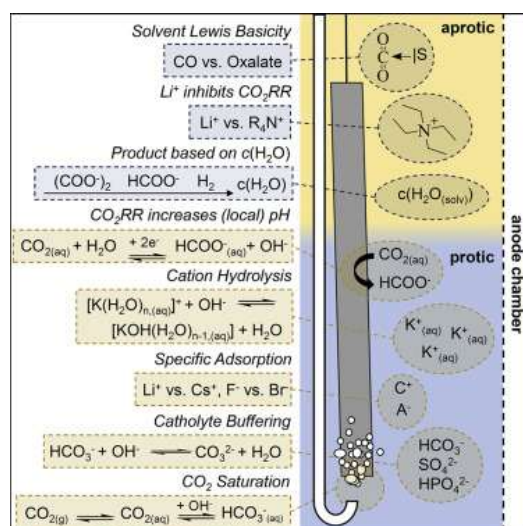 Solvent Lewis Basicity
CO vs. Oxalate
Li⁺ inhibits CO₂RR
Li⁺ vs. R₄N⁺
Product based on c(H₂O)
(COO⁻)₂ HCOO⁻ H₂ c(H₂O)
CO₂RR increases (local) pH
CO₂₍aq₎ + H₂O + 2e⁻ ⇌ HCOO⁻₍aq₎ + OH⁻
Cation Hydrolysis
[K(H₂O)n,(aq)]⁺ + OH⁻ ⇌
[KOH(H₂O)n-1,(aq)] + H₂O
Specific Adsorption
Li⁺ vs. Cs⁺, F⁻ vs. Br⁻
Catholyte Buffering
HCO₃⁻ + OH⁻ ⇌ CO₃²⁻ + H₂O
CO₂ Saturation
CO₂(g) ⇌ CO₂(aq) + OH⁻ ⇌ HCO₃⁻(aq)
aprotic
O
C
O
IS
N⁺
c(H₂O(solv))
protic
CO₂(aq)
HCOO⁻
K⁺(aq) K⁺(aq)
K⁺(aq)
C⁺
A⁻
HCO₃⁻
SO₄²⁻
HPO₄²⁻
anode chamber